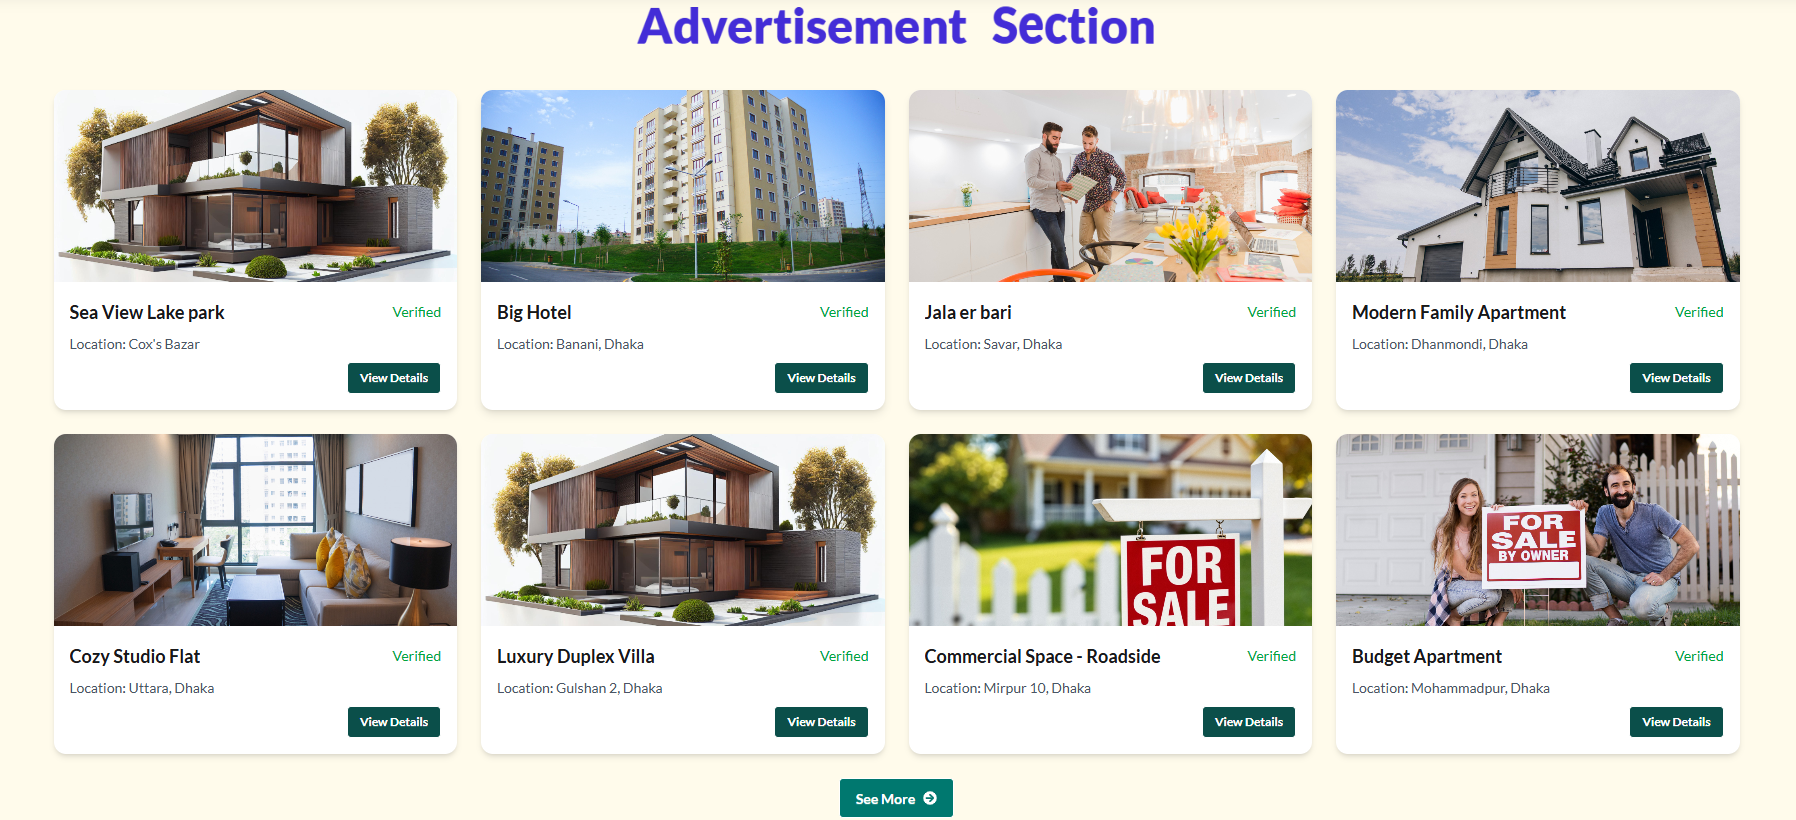 Advertisement Section
Sea View Lake park
Verified
Location: Cox's Bazar
View Details
Big Hotel
Verified
Location: Banani, Dhaka
View Details
Jala er bari
Verified
Location: Savar, Dhaka
View Details
Modern Family Apartment
Verified
Location: Dhanmondi, Dhaka
View Details
Cozy Studio Flat
Verified
Location: Uttara, Dhaka
View Details
Luxury Duplex Villa
Verified
Location: Gulshan 2, Dhaka
View Details
FOR
SALE
Commercial Space - Roadside
Verified
Location: Mirpur 10, Dhaka
View Details
FOR
SALE
BY OWNER
Budget Apartment
Verified
Location: Mohammadpur, Dhaka
View Details
See More